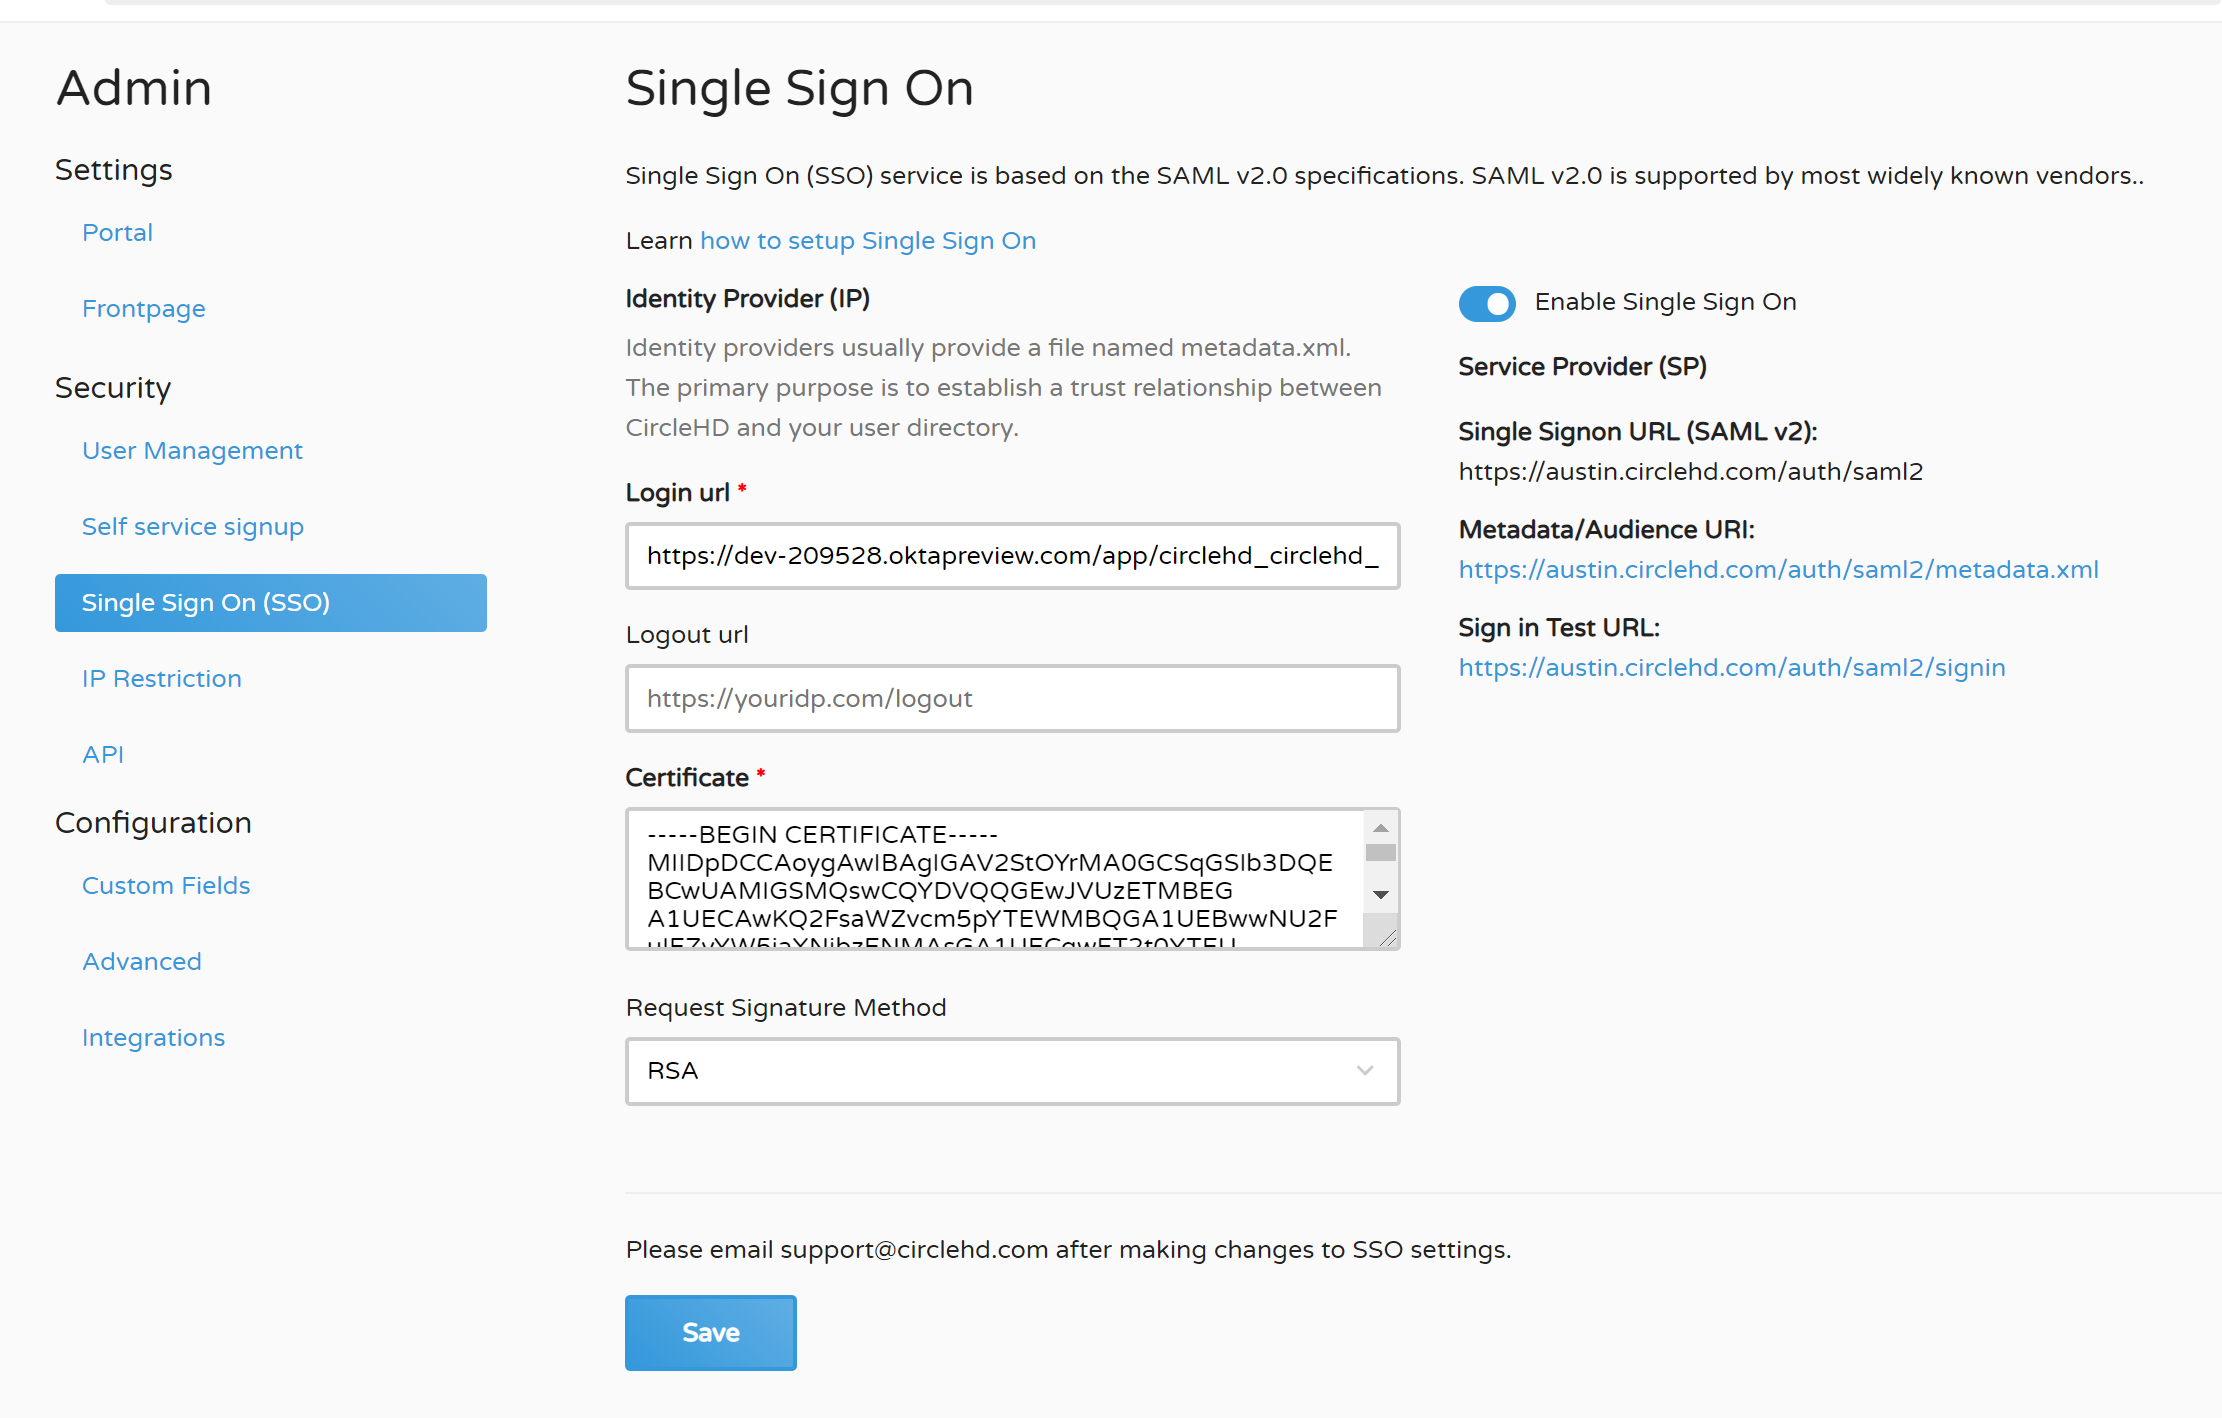 Admin
Settings
Portal
Frontpage
Security
User Management
Self service signup
Single Sign On (SSO)
IP Restriction
API
Configuration
Custom Fields
Advanced
Integrations
Single Sign On
Single Sign On (SSO) service is based on the SAML v2.0 specifications. SAML v2.0 is supported by most widely known vendors..
Learn how to setup Single Sign On
Identity Provider (IP)
Identity providers usually provide a file named metadata.xml.
The primary purpose is to establish a trust relationship between
CircleHD and your user directory.
Login url *
https://dev-209528.oktapreview.com/app/circlehd_circlehd_
Logout url
https://youridp.com/logout
Certificate *
-----BEGIN CERTIFICATE-----
MIIDpDCCAoygAwIBAgIGAV2StOYrMA0GCSqGSIb3DQE
BCwUAMIGSMQswCQYDVQQGEwJVUzETMBEG
A1UECAwKQ2FsaWZvcm5pYTEWMBQGA1UEBwwNU2F
Request Signature Method
RSA
Please email support@circlehd.com after making changes to SSO settings.
Save
Enable Single Sign On
Service Provider (SP)
Single Signon URL (SAML v2):
https://austin.circlehd.com/auth/saml2
Metadata/Audience URI:
https://austin.circlehd.com/auth/saml2/metadata.xml
Sign in Test URL:
https://austin.circlehd.com/auth/saml2/signin